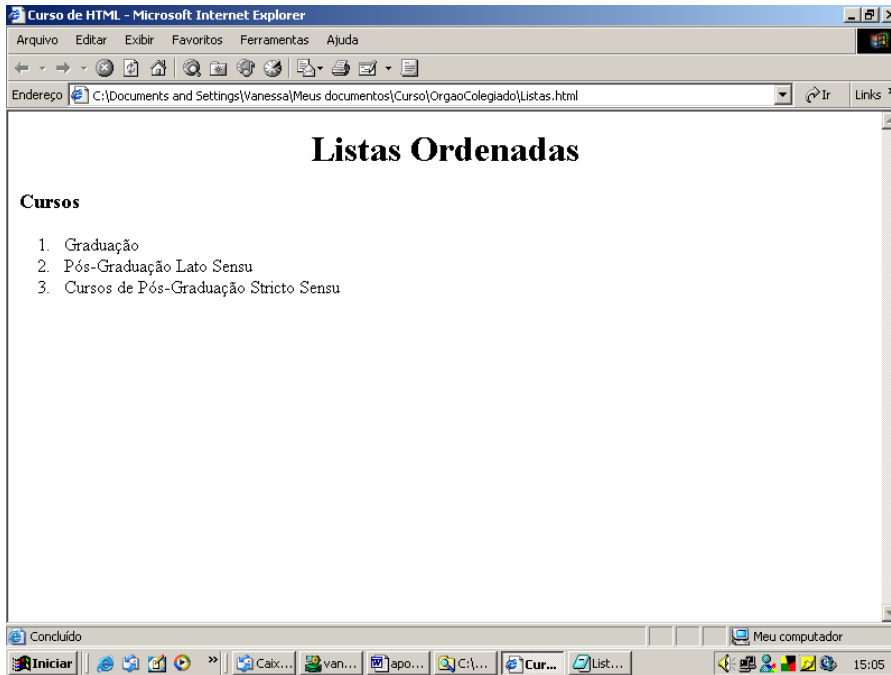 Curso de HTML - Microsoft Internet Explorer
Arquivo Editar Exibir Favoritos Ferramentas Ajuda
Endereço C:\Documents and Settings\Vanessa\Meus documentos\Curso\OrgaoColegiado\Listas.html Ir Links
Listas Ordenadas
Cursos
1. Graduação
2. Pós-Graduação Lato Sensu
3. Cursos de Pós-Graduação Stricto Sensu
Concluído Meu computador
Iniciar Caix... van... apo... C:\... Cur... List... 15:05